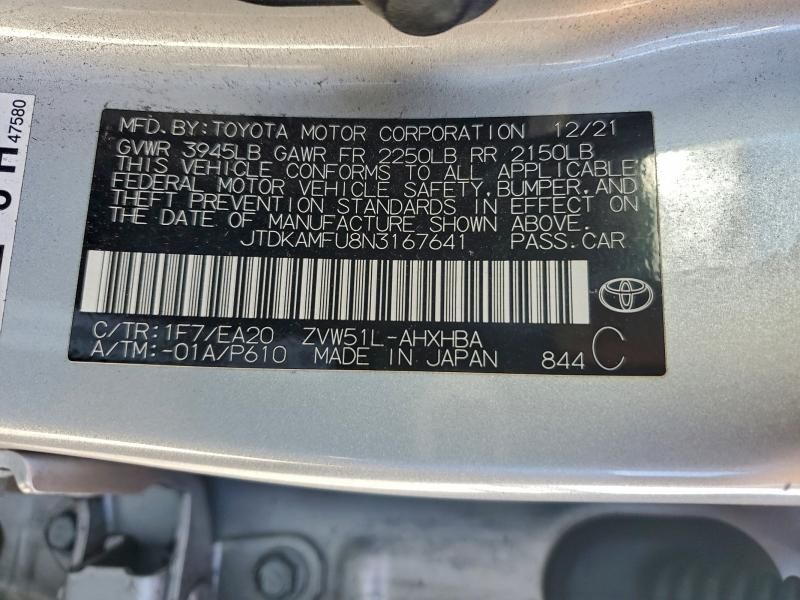 MFD. BY: TOYOTA MOTOR CORPORATION 12/21
GVWR 3945LB GAWR FR 2250LB RR 2150LB
THIS VEHICLE CONFORMS TO ALL APPLICABLE
FEDERAL MOTOR VEHICLE SAFETY, BUMPER, AND
THEFT PREVENTION STANDARDS IN EFFECT ON
THE DATE OF MANUFACTURE SHOWN ABOVE.
JTDKAMFU8N3167641 PASS. CAR
C/TR: 1F7/EA20 ZVW51L-AHXHBA
A/TM: -01A/P610 MADE IN JAPAN 844 C
47580